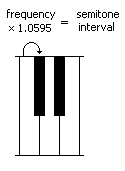 frequency = semitone
× 1.0595 interval